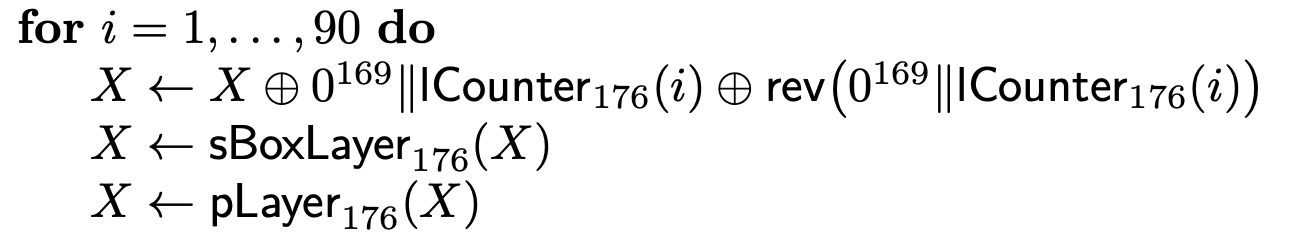 for i = 1, . . . , 90 do
X ← X ⊕ 0^169‖lCounter_176(i) ⊕ rev(0^169‖lCounter_176(i))
X ← sBoxLayer_176(X)
X ← pLayer_176(X)